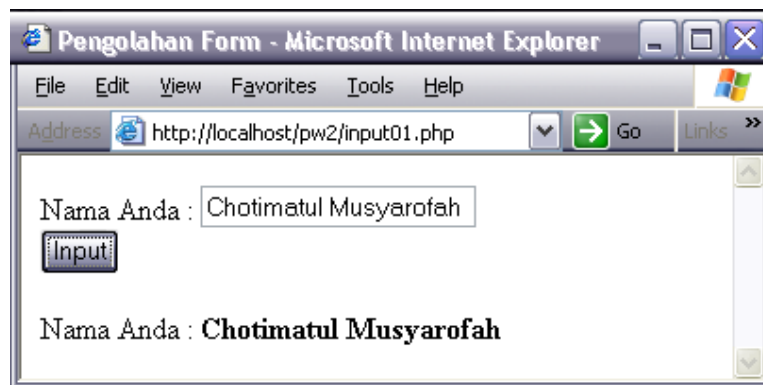 Pengolahan Form - Microsoft Internet Explorer
File Edit View Favorites Tools Help
Address http://localhost/pw2/input01.php Go Links »
Nama Anda : Chotimatul Musyarofah
Input
Nama Anda : Chotimatul Musyarofah